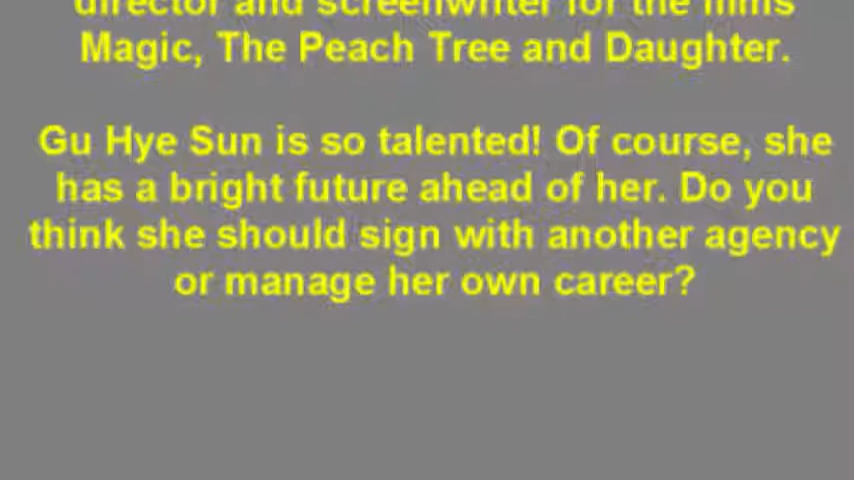 director and screenwriter for the films
Magic, The Peach Tree and Daughter.
Gu Hye Sun is so talented! Of course, she
has a bright future ahead of her. Do you
think she should sign with another agency
or manage her own career?